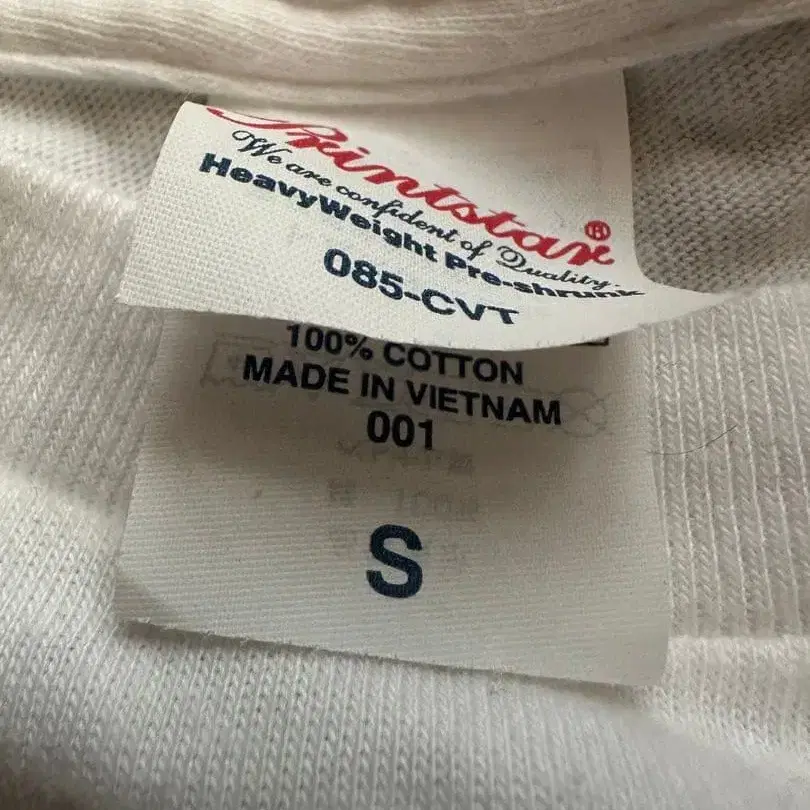 Printstar®
We are confident of Quality.
HeavyWeight Pre-shrunk
085-CVT
100% COTTON
MADE IN VIETNAM
001
S